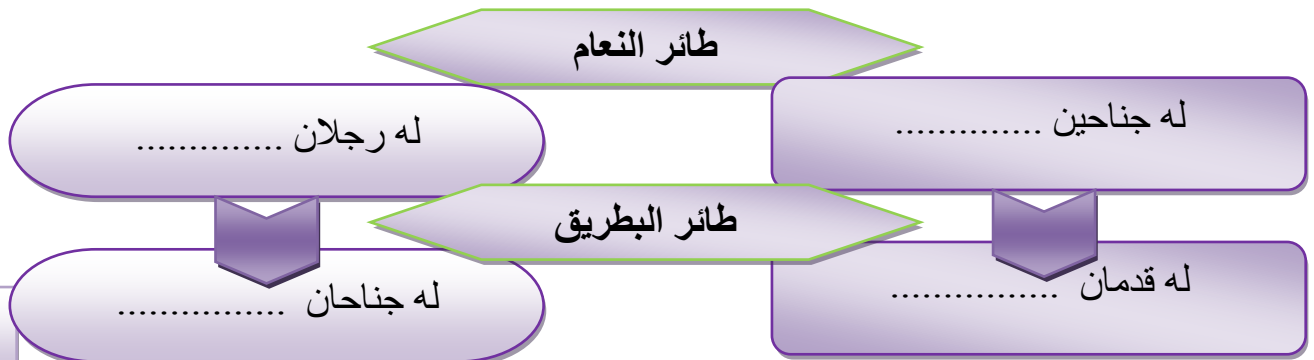 طائر النعام
له جناحين ..............
له رجلان ..............
طائر البطريق
له قدمان ................
له جناحان ................